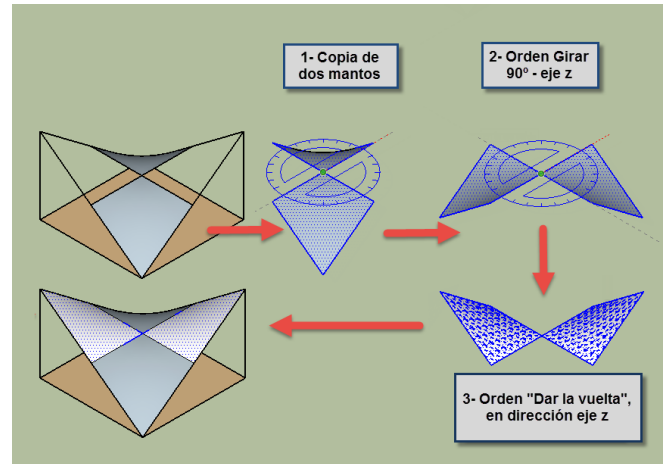 1- Copia de
dos mantos
2- Orden Girar
90º - eje z
3- Orden "Dar la vuelta",
en dirección eje z